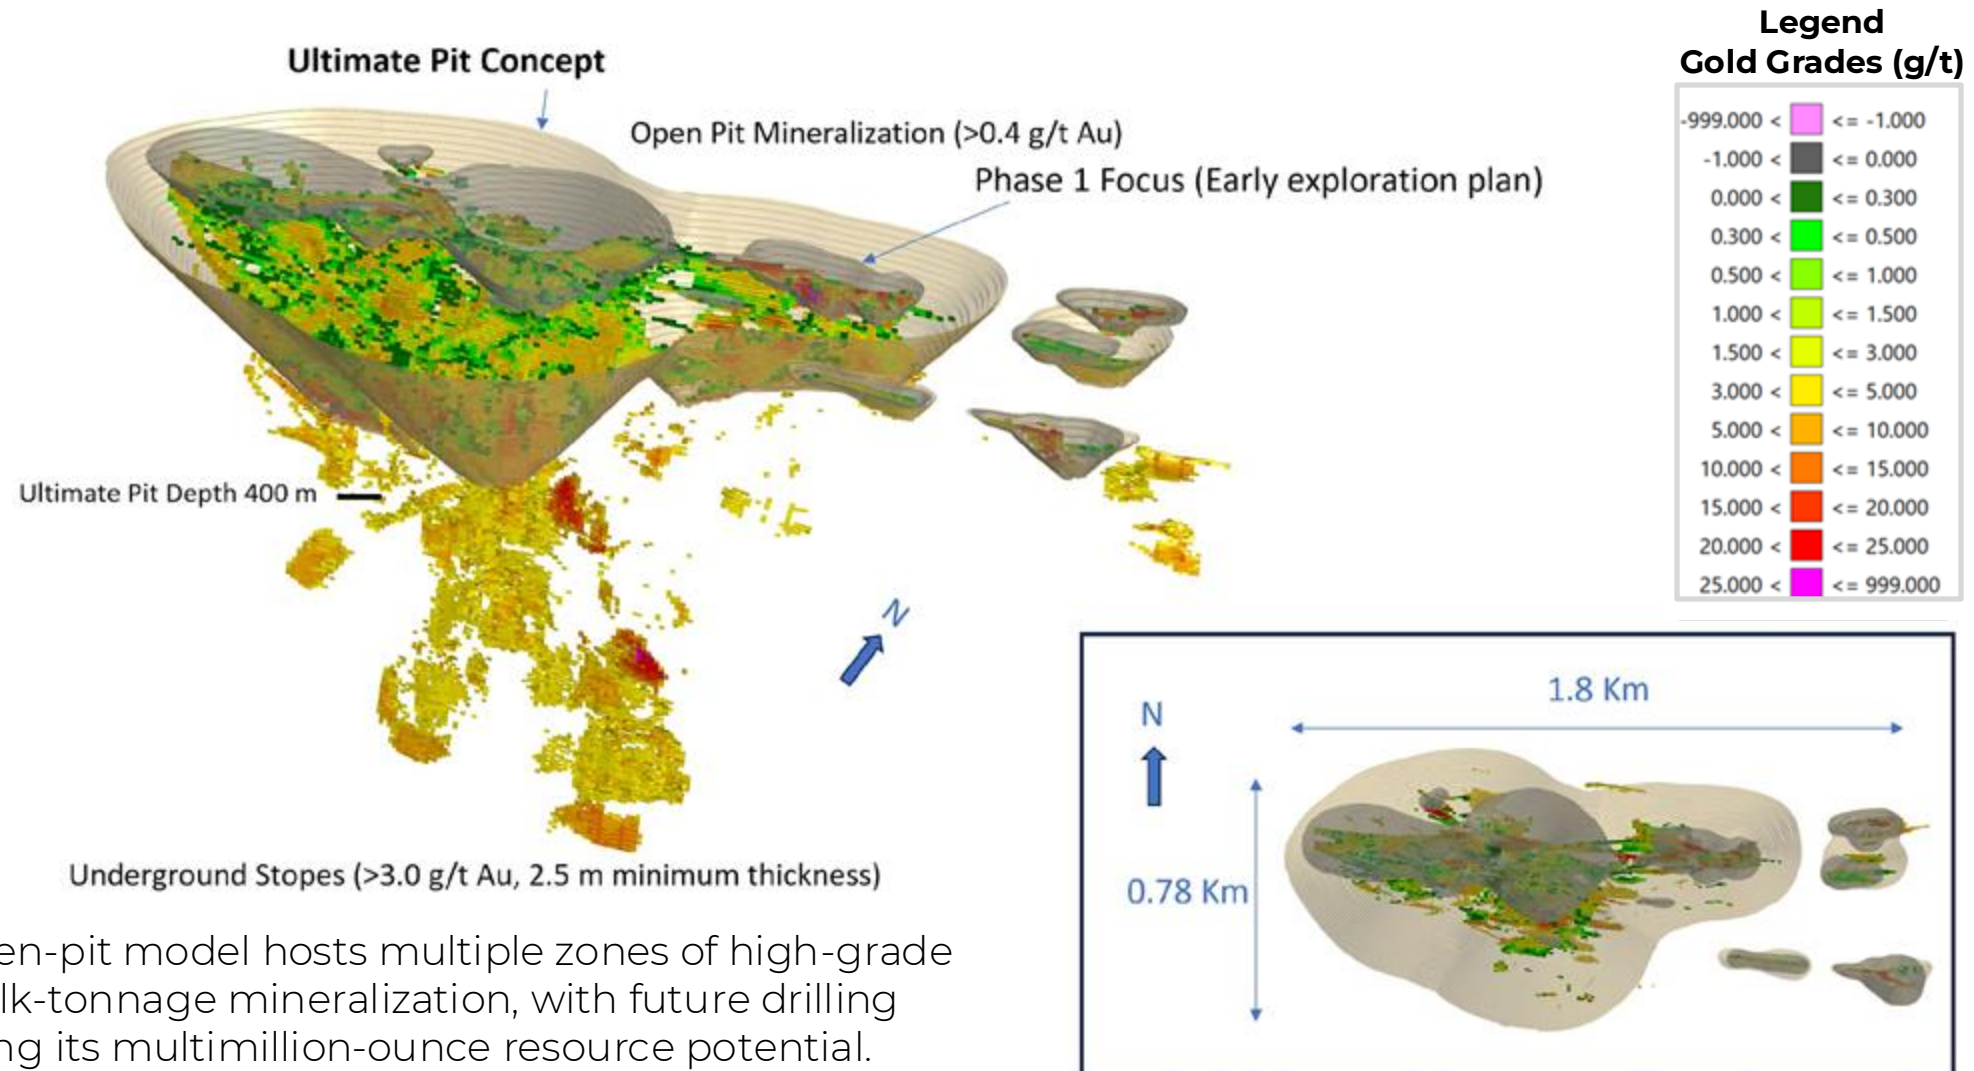 Ultimate Pit Concept
Open Pit Mineralization (>0.4 g/t Au)
Phase 1 Focus (Early exploration plan)
Ultimate Pit Depth 400 m
N
Underground Stopes (>3.0 g/t Au, 2.5 m minimum thickness)
en-pit model hosts multiple zones of high-grade
lk-tonnage mineralization, with future drilling
ng its multimillion-ounce resource potential.
Legend
Gold Grades (g/t)
-999.000 < <= -1.000
-1.000 < <= 0.000
0.000 < <= 0.300
0.300 < <= 0.500
0.500 < <= 1.000
1.000 < <= 1.500
1.500 < <= 3.000
3.000 < <= 5.000
5.000 < <= 10.000
10.000 < <= 15.000
15.000 < <= 20.000
20.000 < <= 25.000
25.000 < <= 999.000
1.8 Km
N
0.78 Km